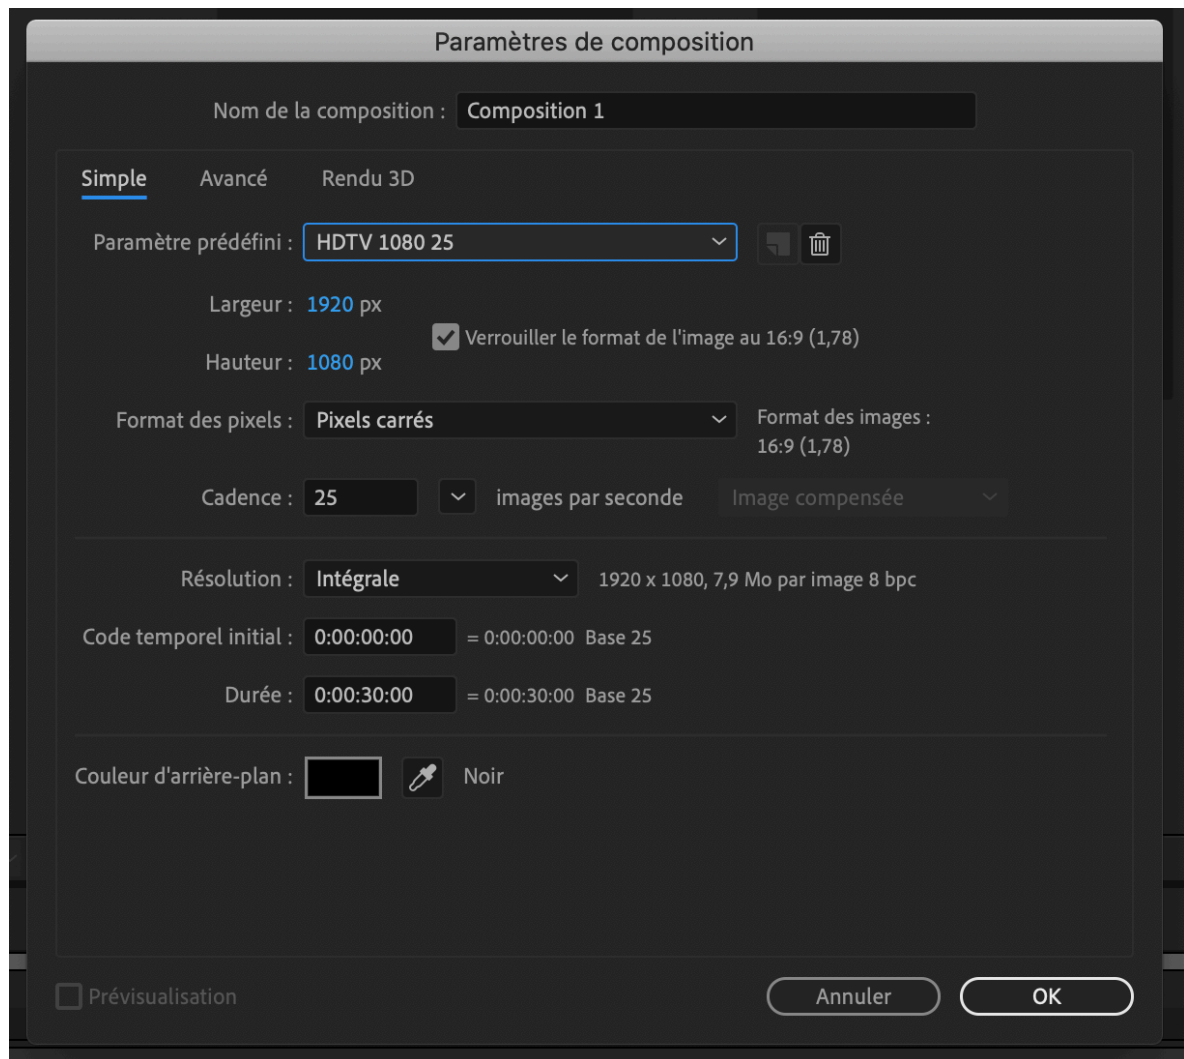 Paramètres de composition
Nom de la composition : Composition 1
Simple Avancé Rendu 3D
Paramètre prédéfini : HDTV 1080 25
Largeur : 1920 px
Verrouiller le format de l'image au 16:9 (1,78)
Hauteur : 1080 px
Format des pixels : Pixels carrés Format des images :
16:9 (1,78)
Cadence : 25 images par seconde Image compensée
Résolution : Intégrale 1920 x 1080, 7,9 Mo par image 8 bpc
Code temporel initial : 0:00:00:00 = 0:00:00:00 Base 25
Durée : 0:00:30:00 = 0:00:30:00 Base 25
Couleur d'arrière-plan : Noir
Prévisualisation Annuler OK